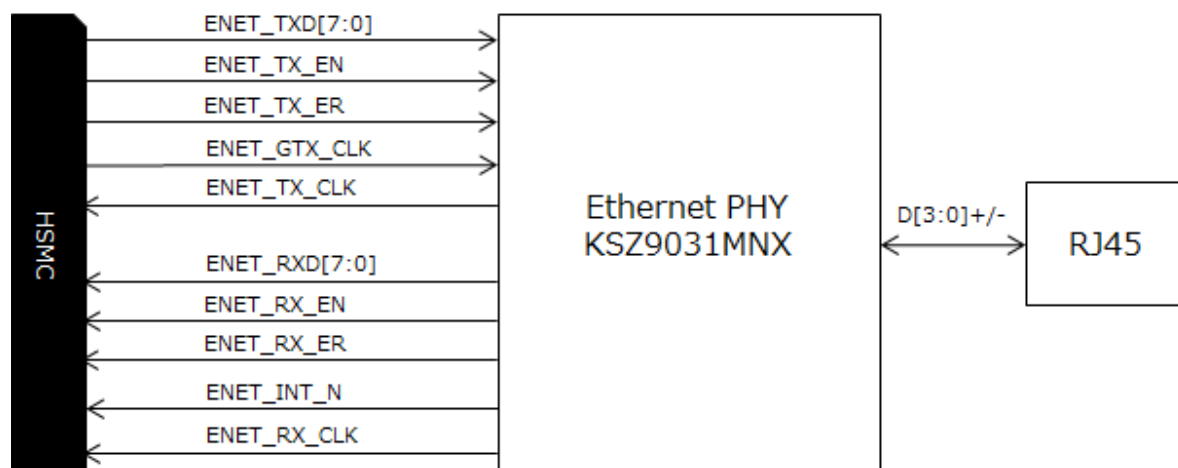 ENET_TXD[7:0]
ENET_TX_EN
ENET_TX_ER
ENET_GTX_CLK
ENET_TX_CLK
ENET_RXD[7:0]
ENET_RX_EN
ENET_RX_ER
ENET_INT_N
ENET_RX_CLK
HSMC
Ethernet PHY
KSZ9031MNX
D[3:0]+/-
RJ45